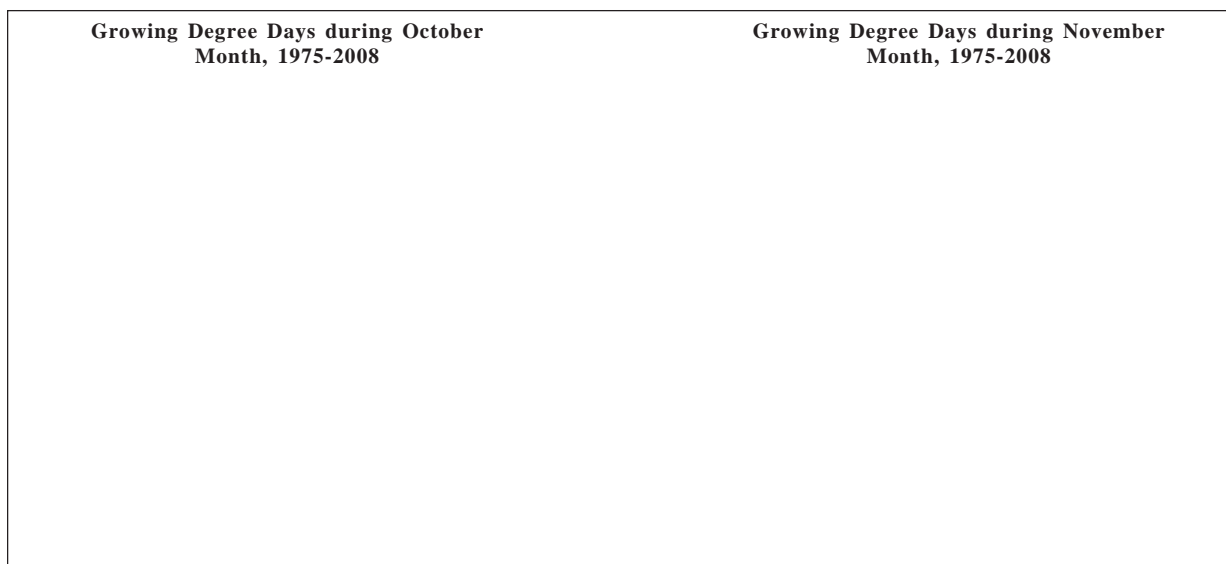 Growing Degree Days during October
Month, 1975-2008
Growing Degree Days during November
Month, 1975-2008